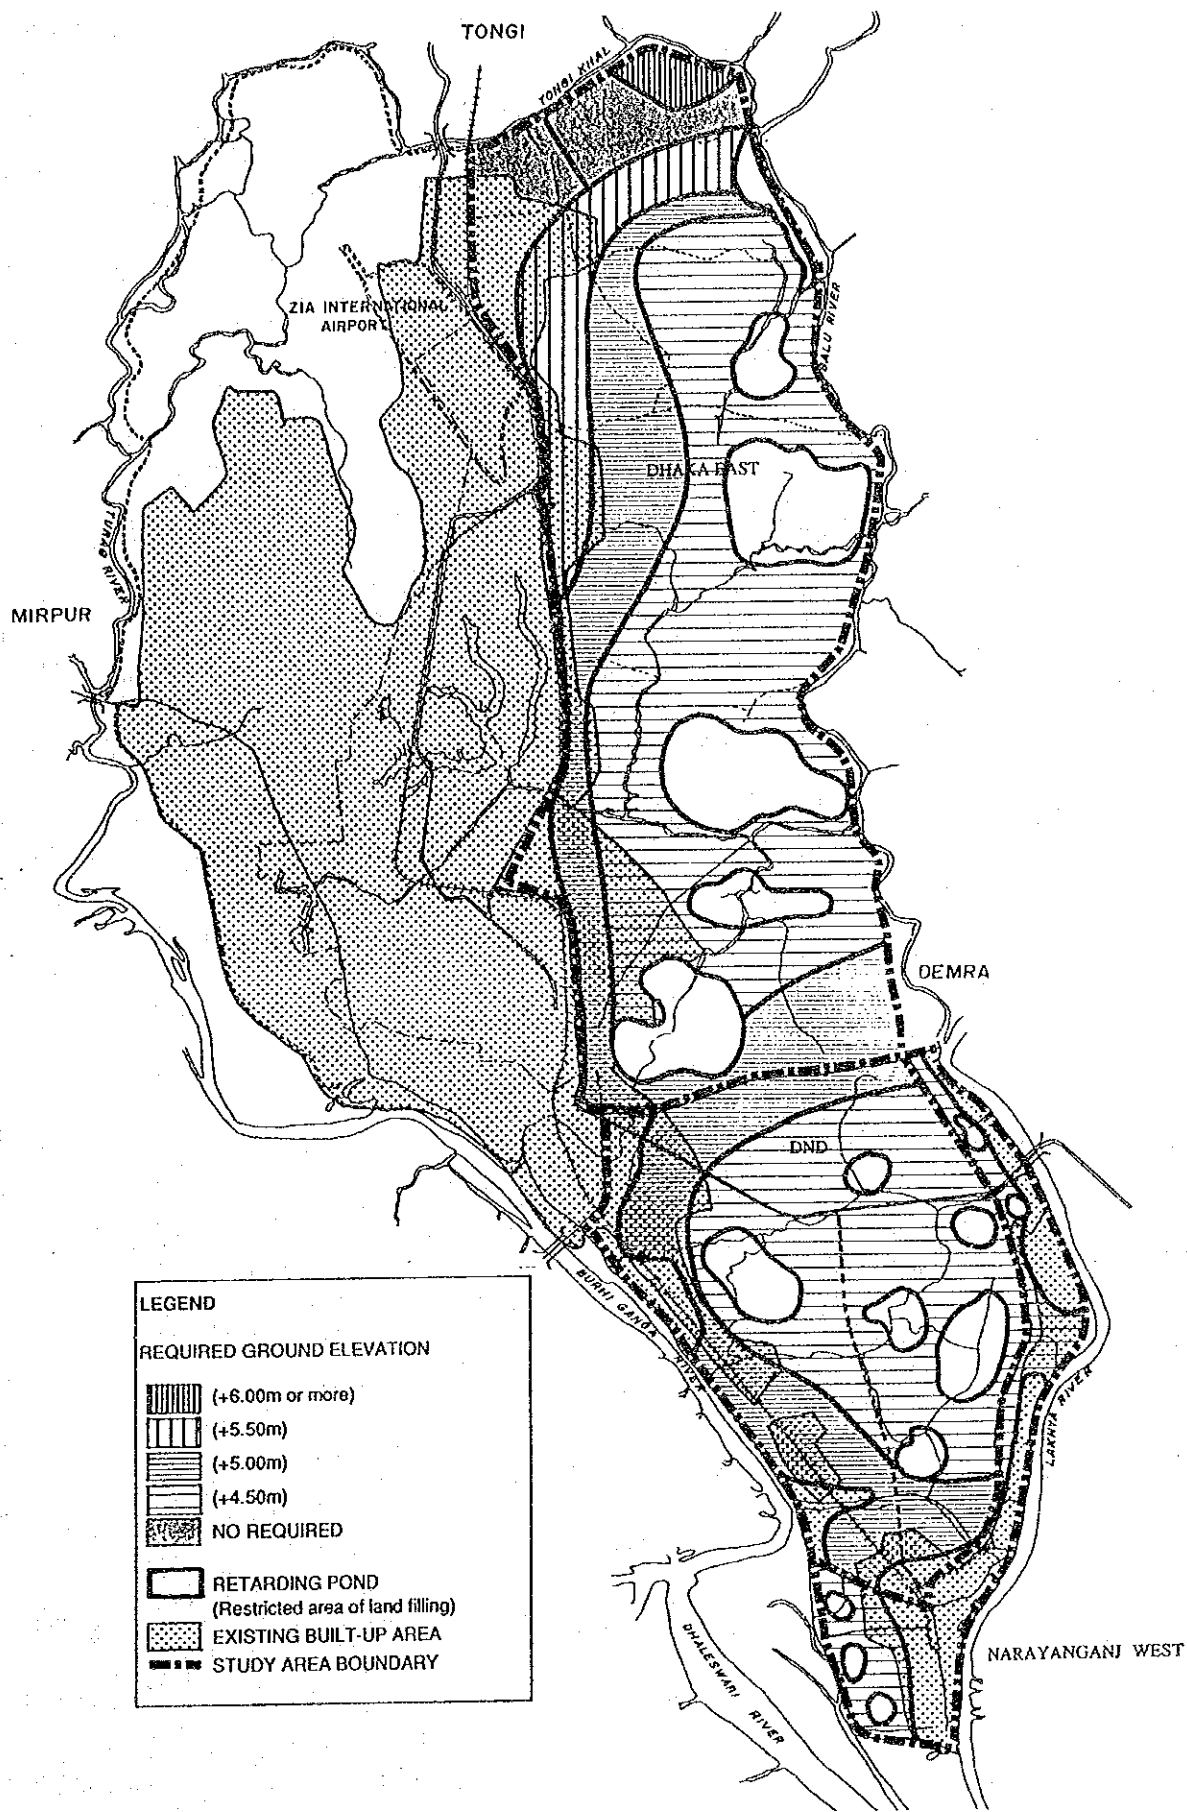 TONGI
TONGI KHAL
ZIA INTERNATIONAL
AIRPORT
BALU RIVER
DHAKA EAST
TURAG RIVER
MIRPUR
DEMRA
DND
BURHI GANGA
RIVER
LAKHYA RIVER
NARAYANGANJ WEST
DHALESWARI
RIVER
LEGEND
REQUIRED GROUND ELEVATION
(+6.00m or more)
(+5.50m)
(+5.00m)
(+4.50m)
NO REQUIRED
RETARDING POND
(Restricted area of land filling)
EXISTING BUILT-UP AREA
STUDY AREA BOUNDARY